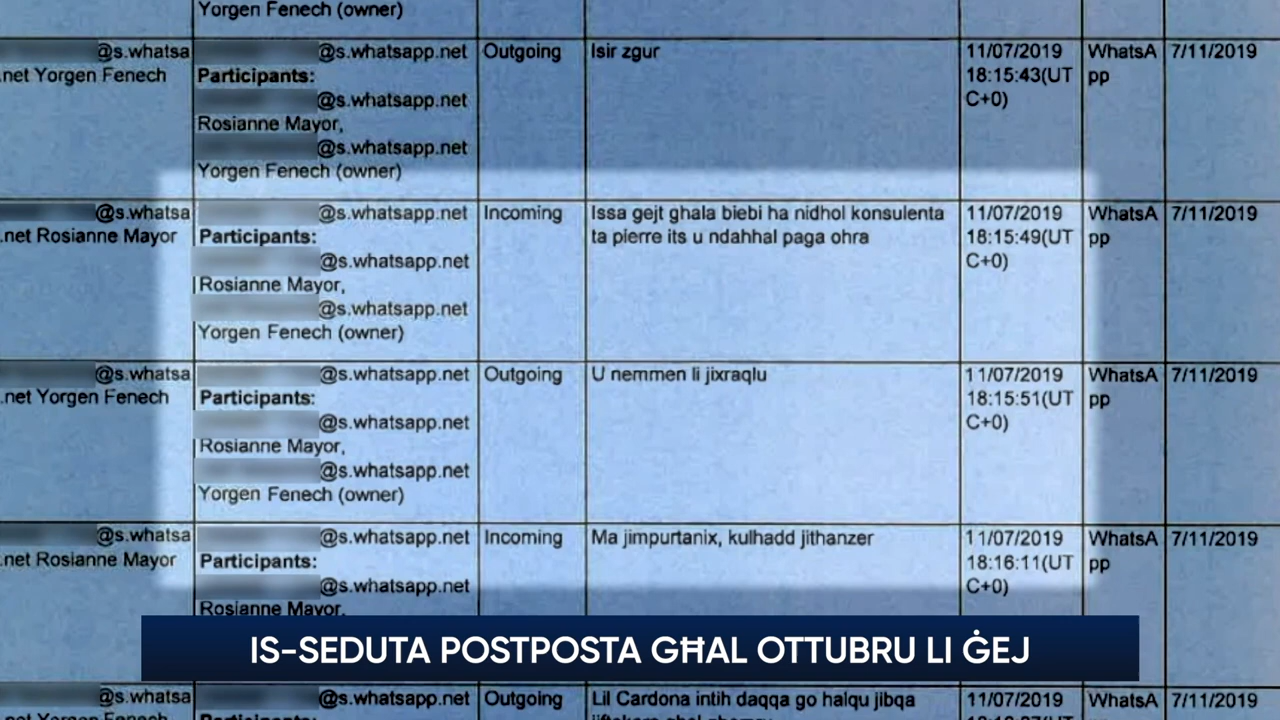 Yorgen Fenech (owner)
@s.whatsa @s.whatsapp.net Outgoing Isir zgur 11/07/2019 WhatsA 7/11/2019
.net Yorgen Fenech Participants: 18:15:43(UT pp
@s.whatsapp.net C+0)
Rosianne Mayor,
@s.whatsapp.net
Yorgen Fenech (owner)
@s.whatsa @s.whatsapp.net Incoming Issa gejt ghala biebi ha nidhol konsulenta 11/07/2019 WhatsA 7/11/2019
.net Rosianne Mayor Participants: ta pierre its u ndahhal paga ohra 18:15:49(UT pp
@s.whatsapp.net C+0)
Rosianne Mayor,
@s.whatsapp.net
Yorgen Fenech (owner)
@s.whatsa @s.whatsapp.net Outgoing U nemmen li jixraqlu 11/07/2019 WhatsA 7/11/2019
.net Yorgen Fenech Participants: 18:15:51(UT pp
@s.whatsapp.net C+0)
Rosianne Mayor,
@s.whatsapp.net
Yorgen Fenech (owner)
@s.whatsa @s.whatsapp.net Incoming Ma jimpurtanix, kulhadd jithanzer 11/07/2019 WhatsA 7/11/2019
.net Rosianne Mayor Participants: 18:16:11(UT pp
@s.whatsapp.net C+0)
Rosianne Mayor,
IS-SEDUTA POSTPOSTA GĦAL OTTUBRU LI ĠEJ
@s.whatsa @s.whatsapp.net Outgoing Lil Cardona intih daqqa go halqu jibqa 11/07/2019 WhatsA 7/11/2019